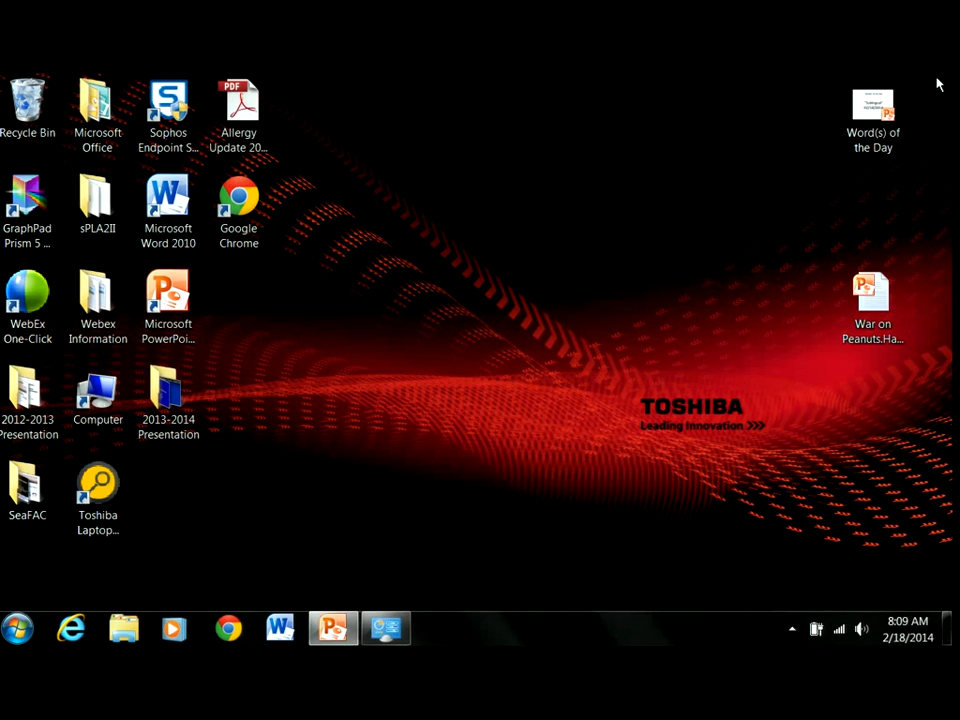 Recycle Bin
Microsoft
Office
Sophos
Endpoint S...
PDF
Allergy
Update 20...
Word(s) of
the Day
GraphPad
Prism 5 ...
sPLA2II
Microsoft
Word 2010
Google
Chrome
WebEx
One-Click
Webex
Information
Microsoft
PowerPoi...
War on
Peanuts.Ha...
2012-2013
Presentation
Computer
2013-2014
Presentation
TOSHIBA
Leading Innovation >>>
SeaFAC
Toshiba
Laptop...
8:09 AM
2/18/2014